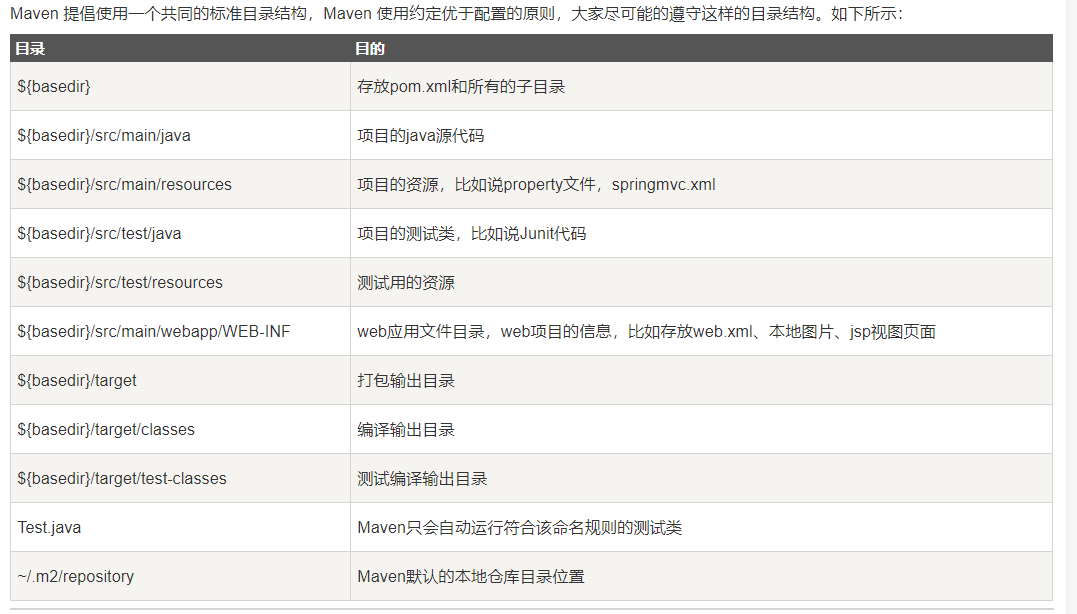 Maven 提倡使用一个共同的标准目录结构，Maven 使用约定优于配置的原则，大家尽可能的遵守这样的目录结构。如下所示：
目录 目的
${basedir} 存放pom.xml和所有的子目录
${basedir}/src/main/java 项目的java源代码
${basedir}/src/main/resources 项目的资源，比如说property文件，springmvc.xml
${basedir}/src/test/java 项目的测试类，比如说Junit代码
${basedir}/src/test/resources 测试用的资源
${basedir}/src/main/webapp/WEB-INF web应用文件目录，web项目的信息，比如存放web.xml、本地图片、jsp视图页面
${basedir}/target 打包输出目录
${basedir}/target/classes 编译输出目录
${basedir}/target/test-classes 测试编译输出目录
Test.java Maven只会自动运行符合该命名规则的测试类
~/.m2/repository Maven默认的本地仓库目录位置